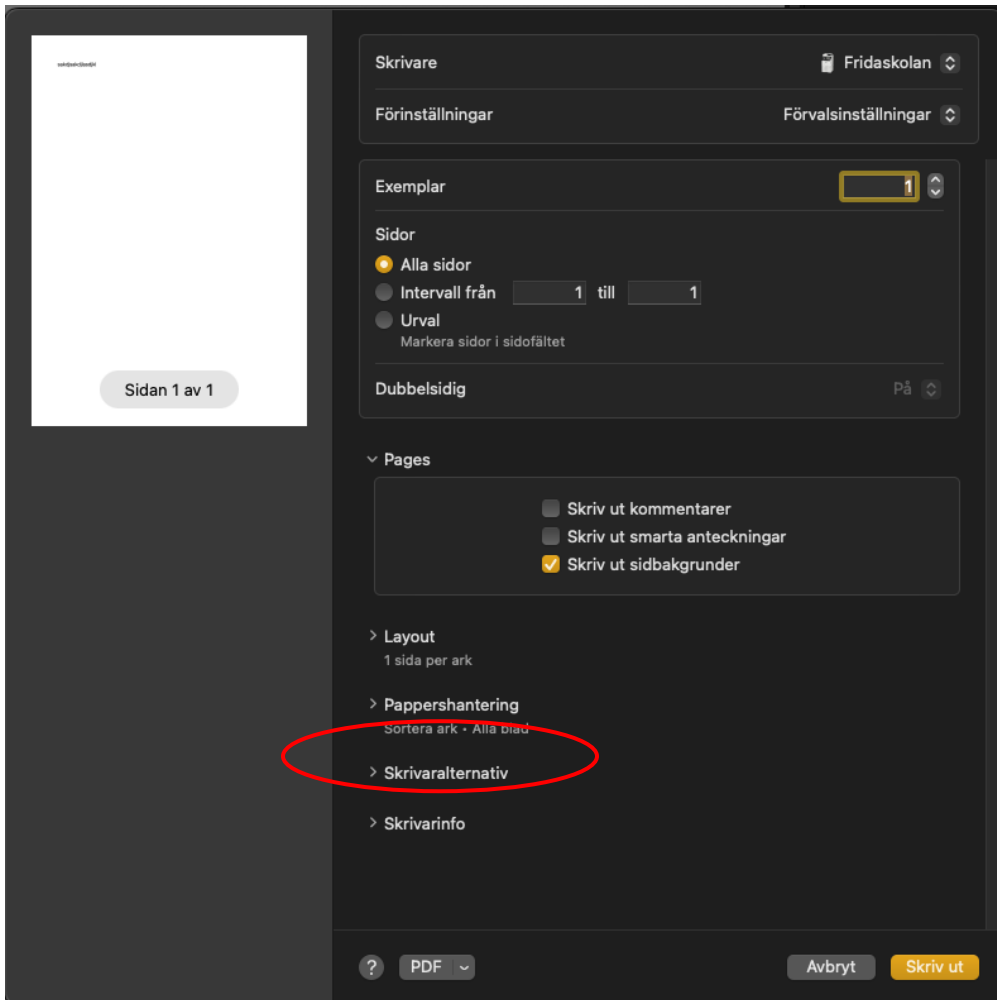 Skrivare
Fridaskolan
Förinställningar
Förvalsinställningar
Exemplar
1
Sidor
Alla sidor
Intervall från 1 till 1
Urval
Markera sidor i sidofältet
Sidan 1 av 1
Dubbelsidig
På
Pages
Skriv ut kommentarer
Skriv ut smarta anteckningar
Skriv ut sidbakgrunder
Layout
1 sida per ark
Pappershantering
Sortera ark • Alla blad
Skrivaralternativ
Skrivarinfo
?
PDF
Avbryt
Skriv ut